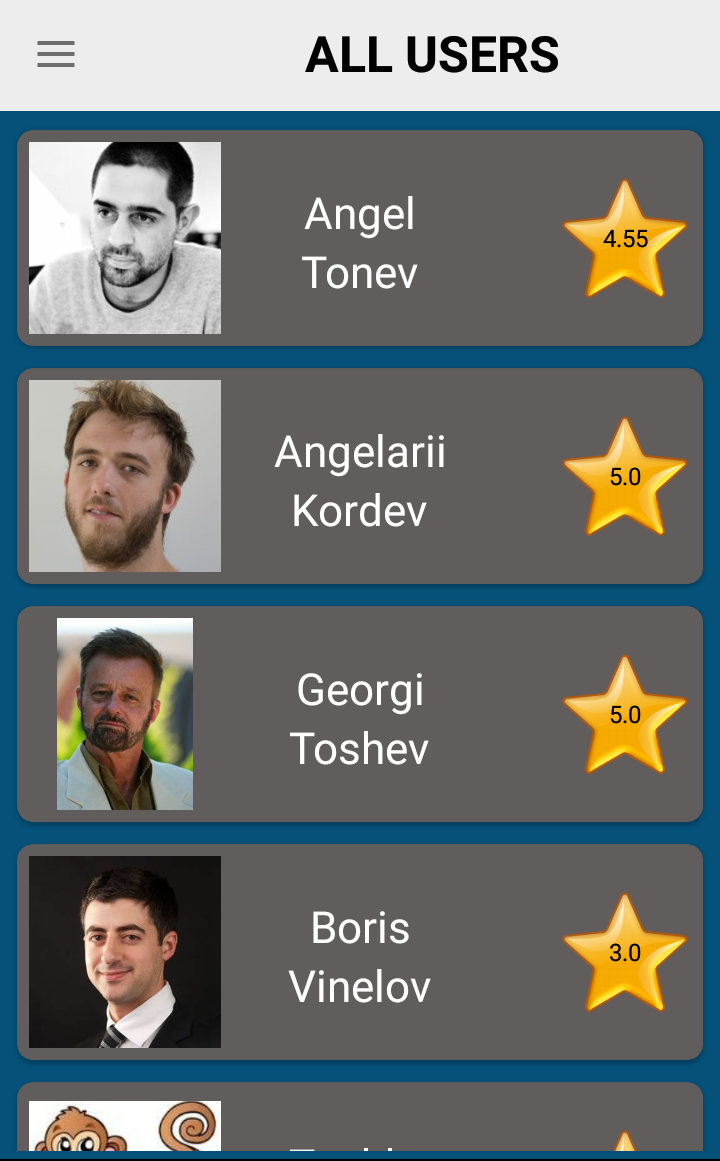 ALL USERS
Angel
Tonev
4.55
Angelarii
Kordev
5.0
Georgi
Toshev
5.0
Boris
Vinelov
3.0